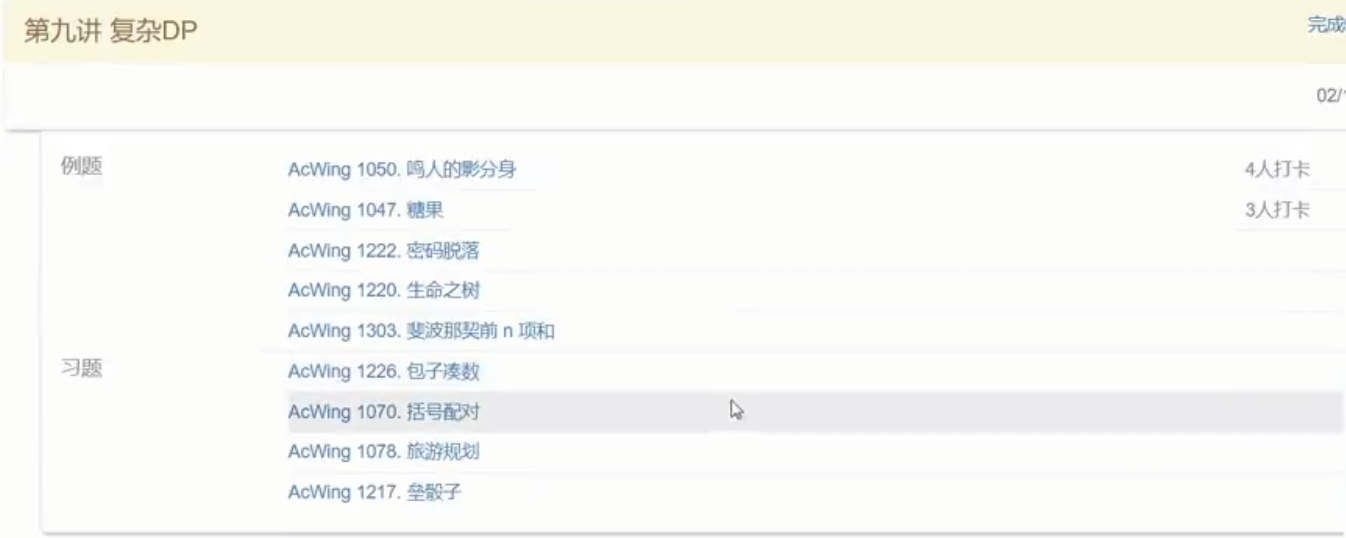 第九讲 复杂DP
完成
02/
例题
AcWing 1050. 鸣人的影分身
4人打卡
AcWing 1047. 糖果
3人打卡
AcWing 1222. 密码脱落
AcWing 1220. 生命之树
AcWing 1303. 斐波那契前 n 项和
习题
AcWing 1226. 包子凑数
AcWing 1070. 括号配对
AcWing 1078. 旅游规划
AcWing 1217. 垒骰子